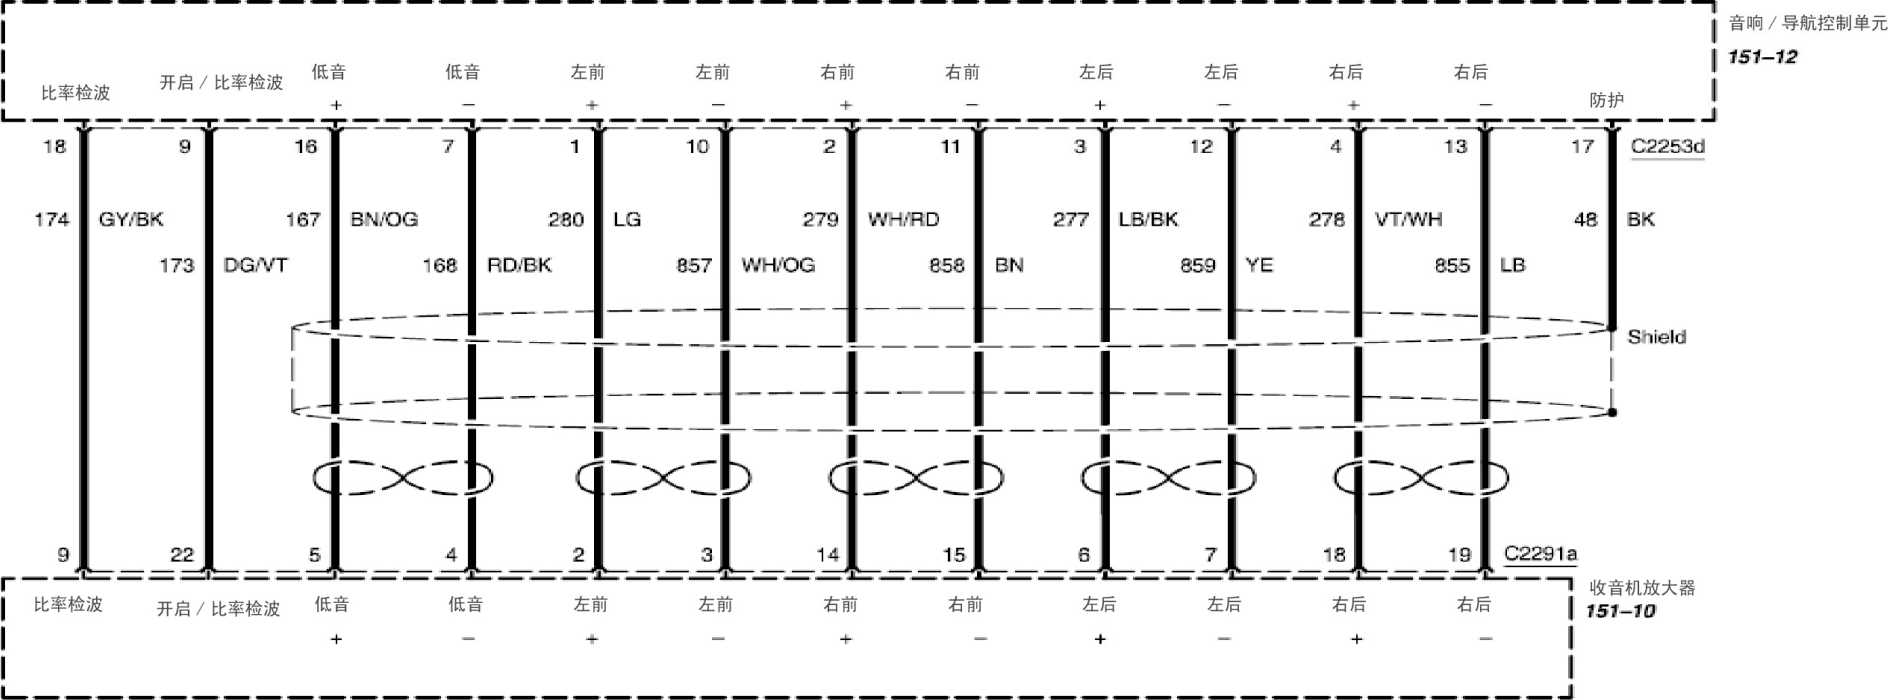 音响 / 导航控制单元
151–12
比率检波 开启 / 比率检波 低音 低音 左前 左前 右前 右前 左后 左后 右后 右后 防护
+ – + – + – + – + –
18 9 16 7 1 10 2 11 3 12 4 13 17 C2253d
174 GY/BK 167 BN/OG 280 LG 279 WH/RD 277 LB/BK 278 VT/WH 48 BK
173 DG/VT 168 RD/BK 857 WH/OG 858 BN 859 YE 855 LB
Shield
9 22 5 4 2 3 14 15 6 7 18 19 C2291a
比率检波 开启 / 比率检波 低音 低音 左前 左前 右前 右前 左后 左后 右后 右后
+ – + – + – + – + –
收音机放大器
151–10